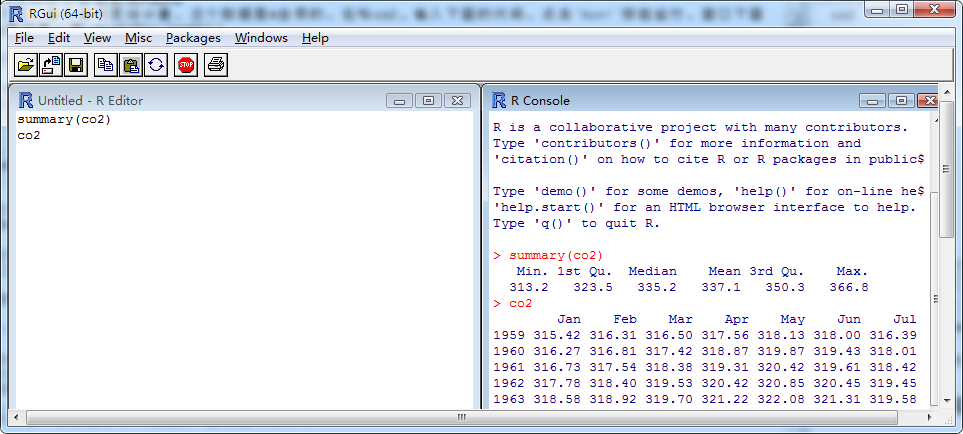 RGui (64-bit)
File Edit View Misc Packages Windows Help
STOP
Untitled - R Editor
summary(co2)
co2
R Console
R is a collaborative project with many contributors.
Type 'contributors()' for more information and
'citation()' on how to cite R or R packages in public$
Type 'demo()' for some demos, 'help()' for on-line he$
'help.start()' for an HTML browser interface to help.
Type 'q()' to quit R.
> summary(co2)
Min. 1st Qu. Median Mean 3rd Qu. Max.
313.2 323.5 335.2 337.1 350.3 366.8
> co2
Jan Feb Mar Apr May Jun Jul
1959 315.42 316.31 316.50 317.56 318.13 318.00 316.39
1960 316.27 316.81 317.42 318.87 319.87 319.43 318.01
1961 316.73 317.54 318.38 319.31 320.42 319.61 318.42
1962 317.78 318.40 319.53 320.42 320.85 320.45 319.45
1963 318.58 318.92 319.70 321.22 322.08 321.31 319.58